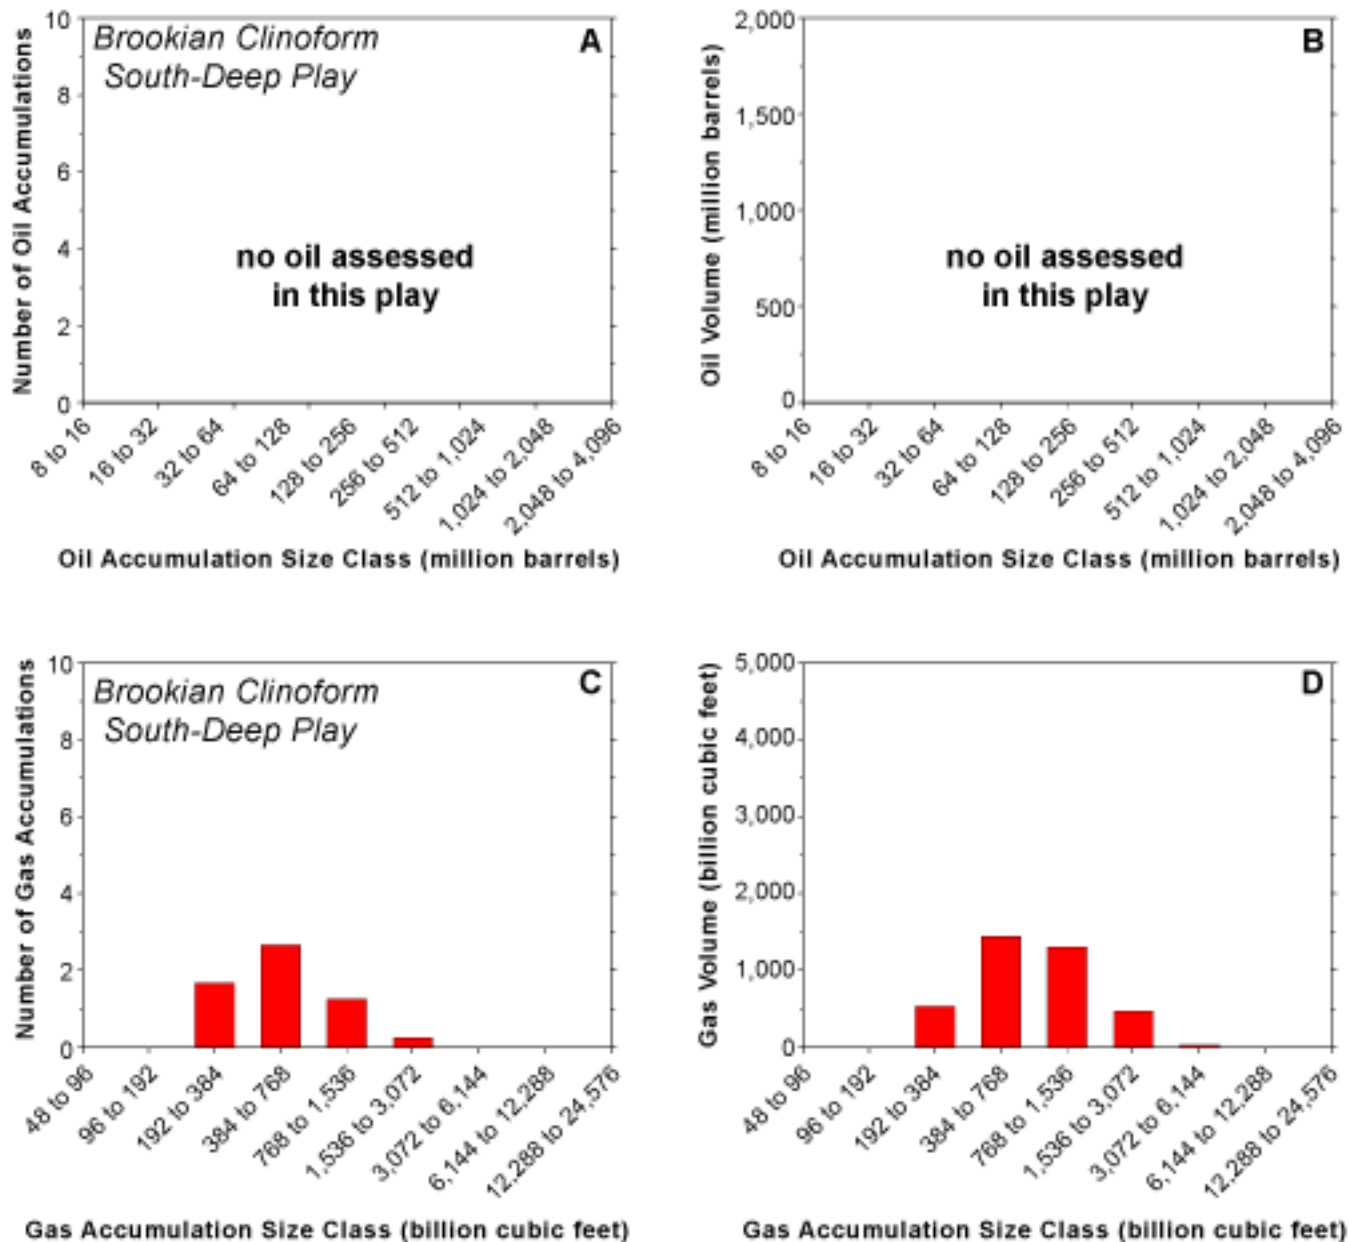 Brookian Clinoform
South-Deep Play
A
Number of Oil Accumulations
10
8
6
4
2
0
no oil assessed
in this play
8 to 16
16 to 32
32 to 64
64 to 128
128 to 256
256 to 512
512 to 1,024
1,024 to 2,048
2,048 to 4,096
Oil Accumulation Size Class (million barrels)
B
Oil Volume (million barrels)
2,000
1,500
1,000
500
0
no oil assessed
in this play
8 to 16
16 to 32
32 to 64
64 to 128
128 to 256
256 to 512
512 to 1,024
1,024 to 2,048
2,048 to 4,096
Oil Accumulation Size Class (million barrels)
Brookian Clinoform
South-Deep Play
C
Number of Gas Accumulations
10
8
6
4
2
0
48 to 96
96 to 192
192 to 384
384 to 768
768 to 1,536
1,536 to 3,072
3,072 to 6,144
6,144 to 12,288
12,288 to 24,576
Gas Accumulation Size Class (billion cubic feet)
D
Gas Volume (billion cubic feet)
5,000
4,000
3,000
2,000
1,000
0
48 to 96
96 to 192
192 to 384
384 to 768
768 to 1,536
1,536 to 3,072
3,072 to 6,144
6,144 to 12,288
12,288 to 24,576
Gas Accumulation Size Class (billion cubic feet)